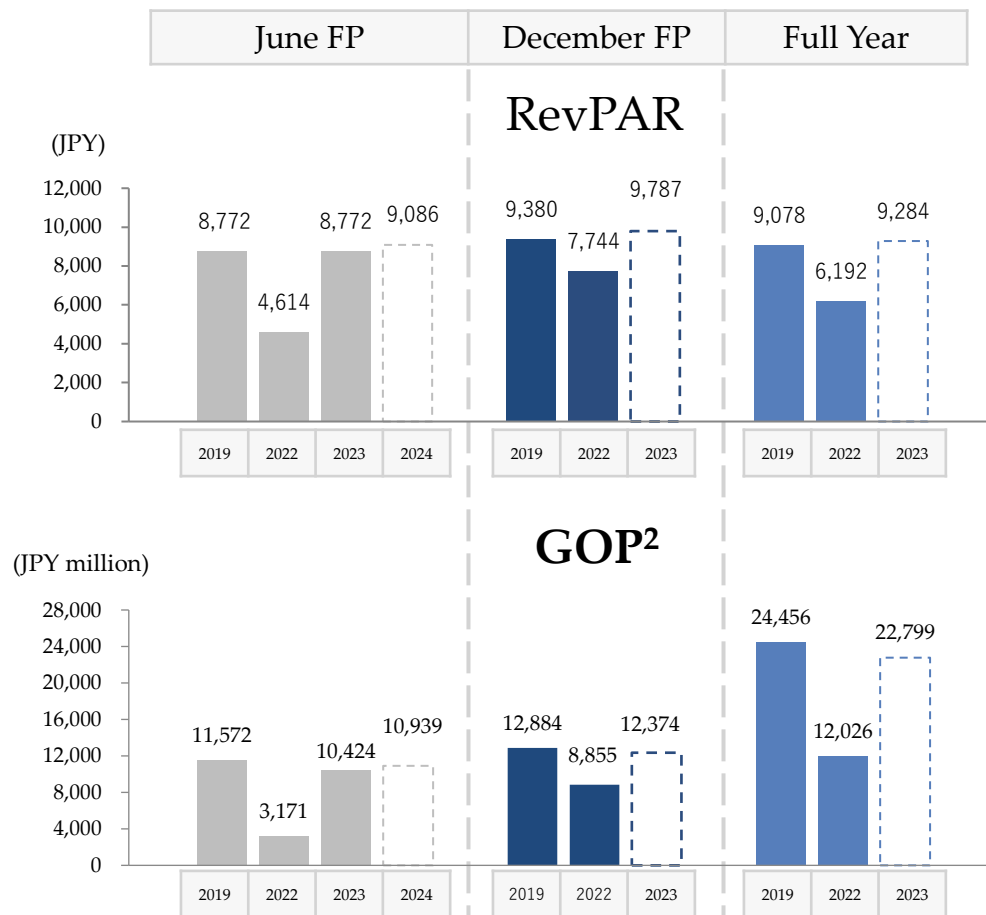 June FP December FP Full Year
RevPAR
(JPY)
12,000
10,000
8,000
6,000
4,000
2,000
0
8,772 4,614 8,772 9,086
9,380 7,744 9,787
9,078 6,192 9,284
2019 2022 2023 2024 2019 2022 2023 2019 2022 2023
GOP²
(JPY million)
28,000
24,000
20,000
16,000
12,000
8,000
4,000
0
11,572 3,171 10,424 10,939
12,884 8,855 12,374
24,456 12,026 22,799
2019 2022 2023 2024 2019 2022 2023 2019 2022 2023